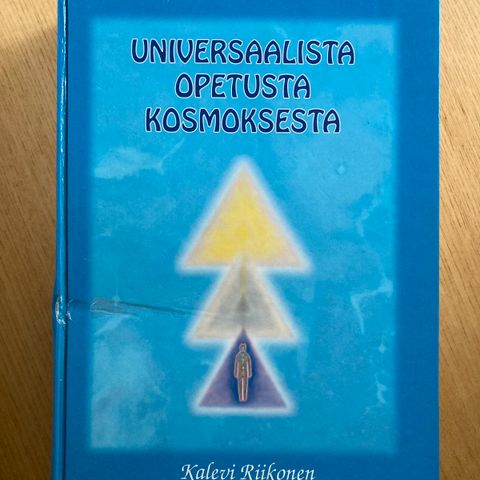 UNIVERSAALISTA
OPETUSTA
KOSMOKSESTA
Kalevi Riikonen